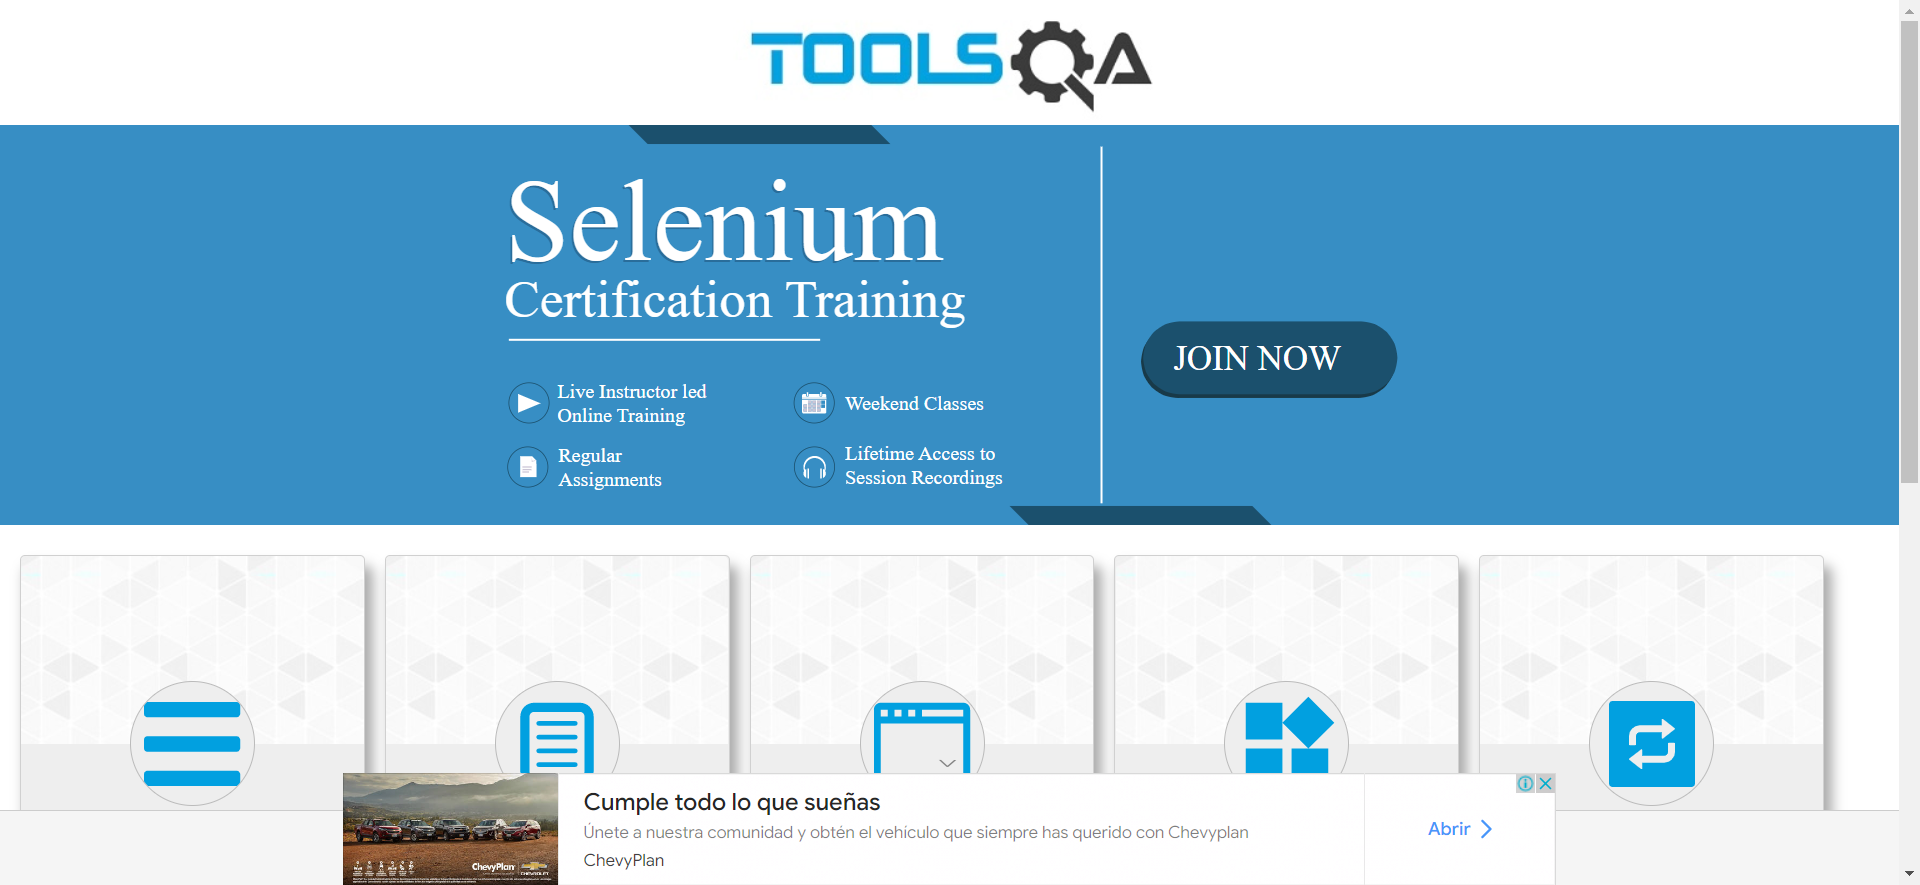 TOOLSQA
Selenium
Certification Training
JOIN NOW
Live Instructor led
Online Training
Weekend Classes
Regular
Assignments
Lifetime Access to
Session Recordings
Cumple todo lo que sueñas
Únete a nuestra comunidad y obtén el vehículo que siempre has querido con Chevyplan
ChevyPlan
Abrir
ChevyPlan
CHEVROLET